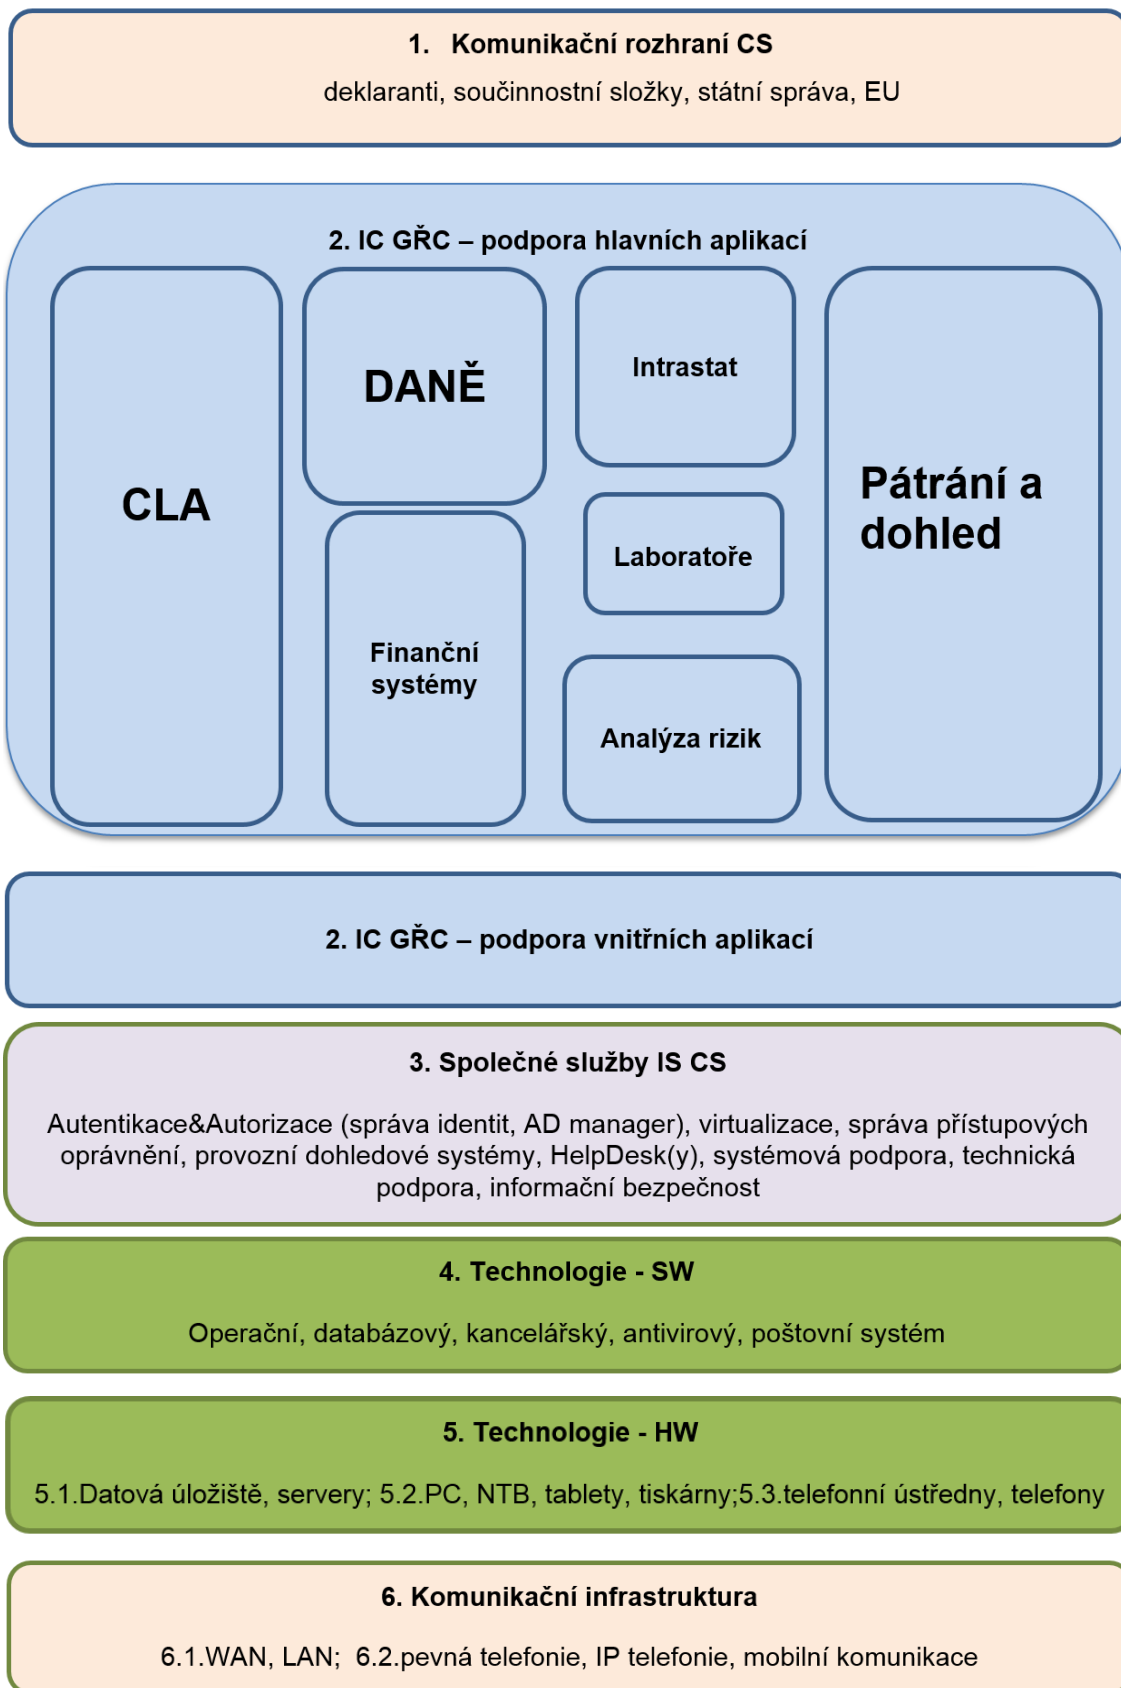 1. Komunikační rozhraní CS
deklaranti, součinnostní složky, státní správa, EU
2. IC GŘC – podpora hlavních aplikací
CLA
DANĚ
Finanční
systémy
Intrastat
Laboratoře
Analýza rizik
Pátrání a
dohled
2. IC GŘC – podpora vnitřních aplikací
3. Společné služby IS CS
Autentikace&Autorizace (správa identit, AD manager), virtualizace, správa přístupových
oprávnění, provozní dohledové systémy, HelpDesk(y), systémová podpora, technická
podpora, informační bezpečnost
4. Technologie - SW
Operační, databázový, kancelářský, antivirový, poštovní systém
5. Technologie - HW
5.1.Datová úložiště, servery; 5.2.PC, NTB, tablety, tiskárny;5.3.telefonní ústředny, telefony
6. Komunikační infrastruktura
6.1.WAN, LAN; 6.2.pevná telefonie, IP telefonie, mobilní komunikace